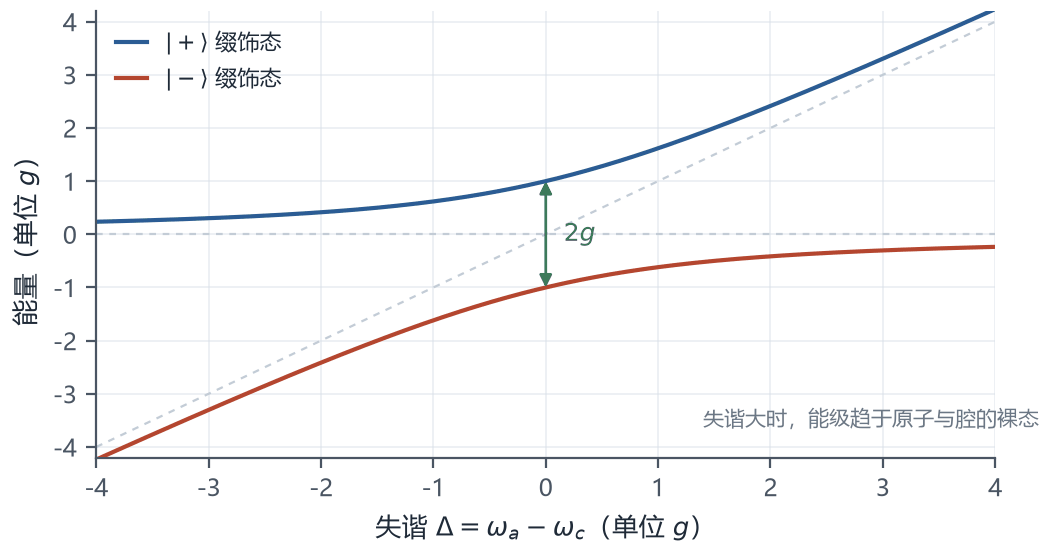 4
3
2
1
0
-1
-2
-3
-4
能量（单位 g）
|+⟩ 缀饰态
|−⟩ 缀饰态
2g
失谐大时，能级趋于原子与腔的裸态
-4 -3 -2 -1 0 1 2 3 4
失谐 Δ = ωₐ − ω_c（单位 g）